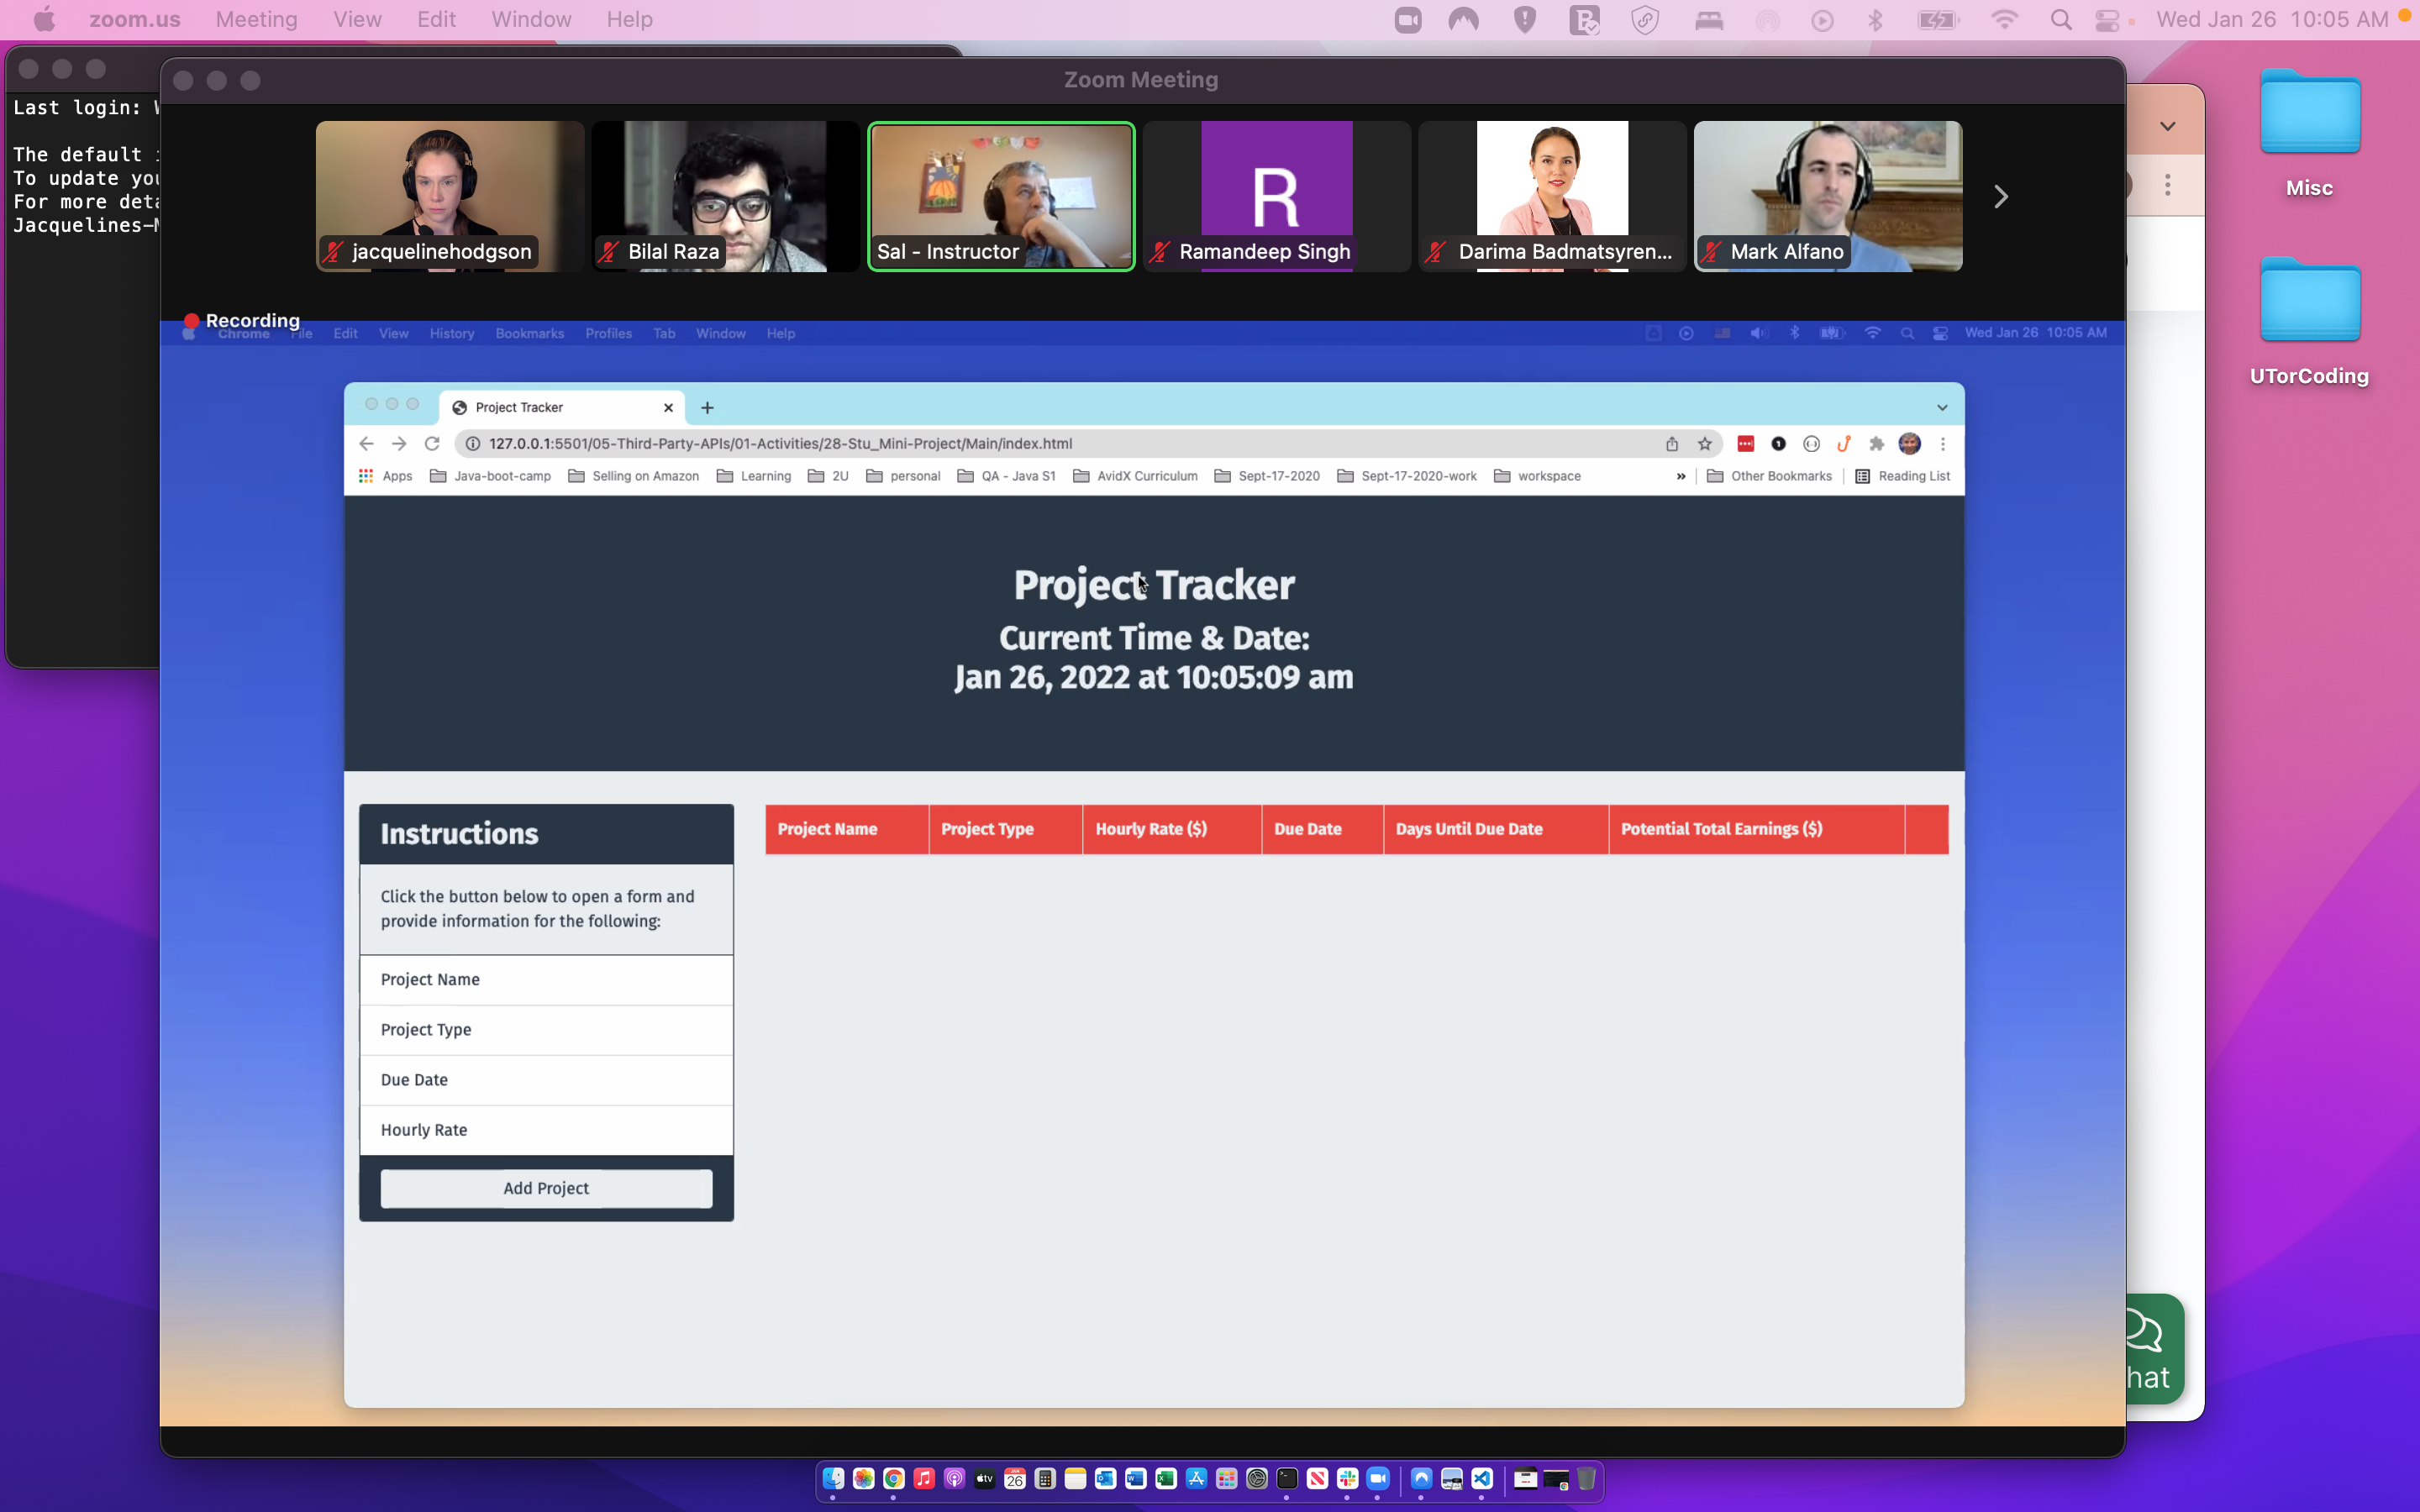 zoom.us Meeting View Edit Window Help Wed Jan 26 10:05 AM
Last login:
The default
To update
For more
Zoom Meeting
jacquelinehodgson
Bilal Raza
Sal - Instructor
R
Ramandeep Singh
Darima Badmatsyren...
Mark Alfano
Misc
UTorCoding
Recording
Chrome File Edit View History Bookmarks Profiles Tab Window Help Wed Jan 26 10:05 AM
Project Tracker
127.0.0.1:5501/05-Third-Party-APIs/01-Activities/28-Stu_Mini-Project/Main/index.html
Apps Java-boot-camp Selling on Amazon Learning 2U personal QA - Java S1 AvidX Curriculum Sept-17-2020 Sept-17-2020-work workspace » Other Bookmarks Reading List
Project Tracker
Current Time & Date:
Jan 26, 2022 at 10:05:09 am
Instructions
Click the button below to open a form and
provide information for the following:
Project Name
Project Type
Due Date
Hourly Rate
Add Project
Project Name Project Type Hourly Rate ($) Due Date Days Until Due Date Potential Total Earnings ($)
hat
tv
JAN
26